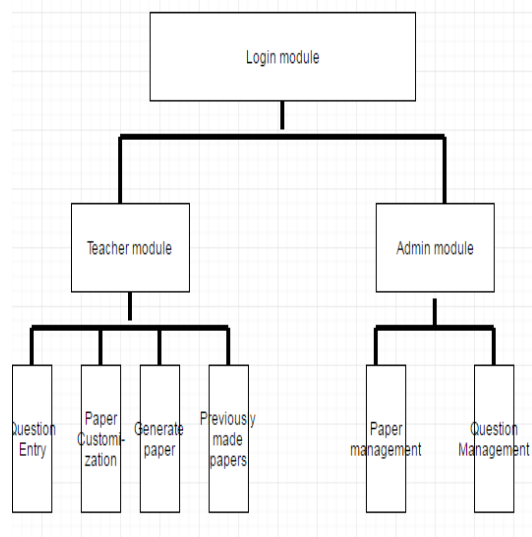 Login module
Teacher module
Admin module
Question
Entry
Paper
Customi-
zation
Generate
paper
Previously
made
papers
Paper
management
Question
Management